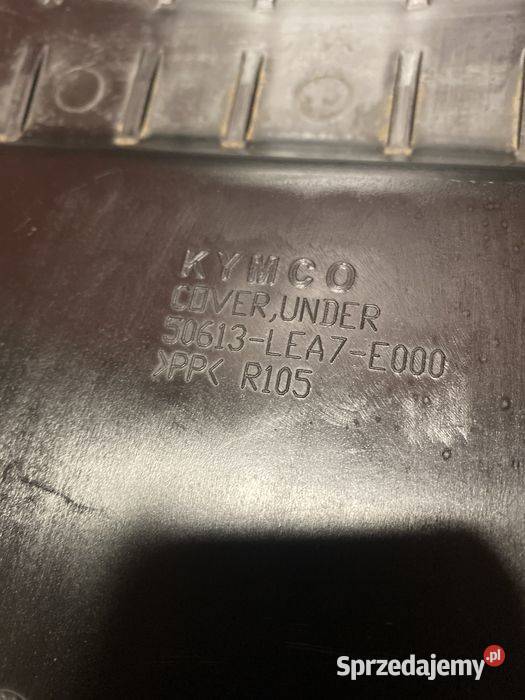 KYMCO
COVER,UNDER
50613-LEA7-E000
>PP< R105
Sprzedajemy.pl